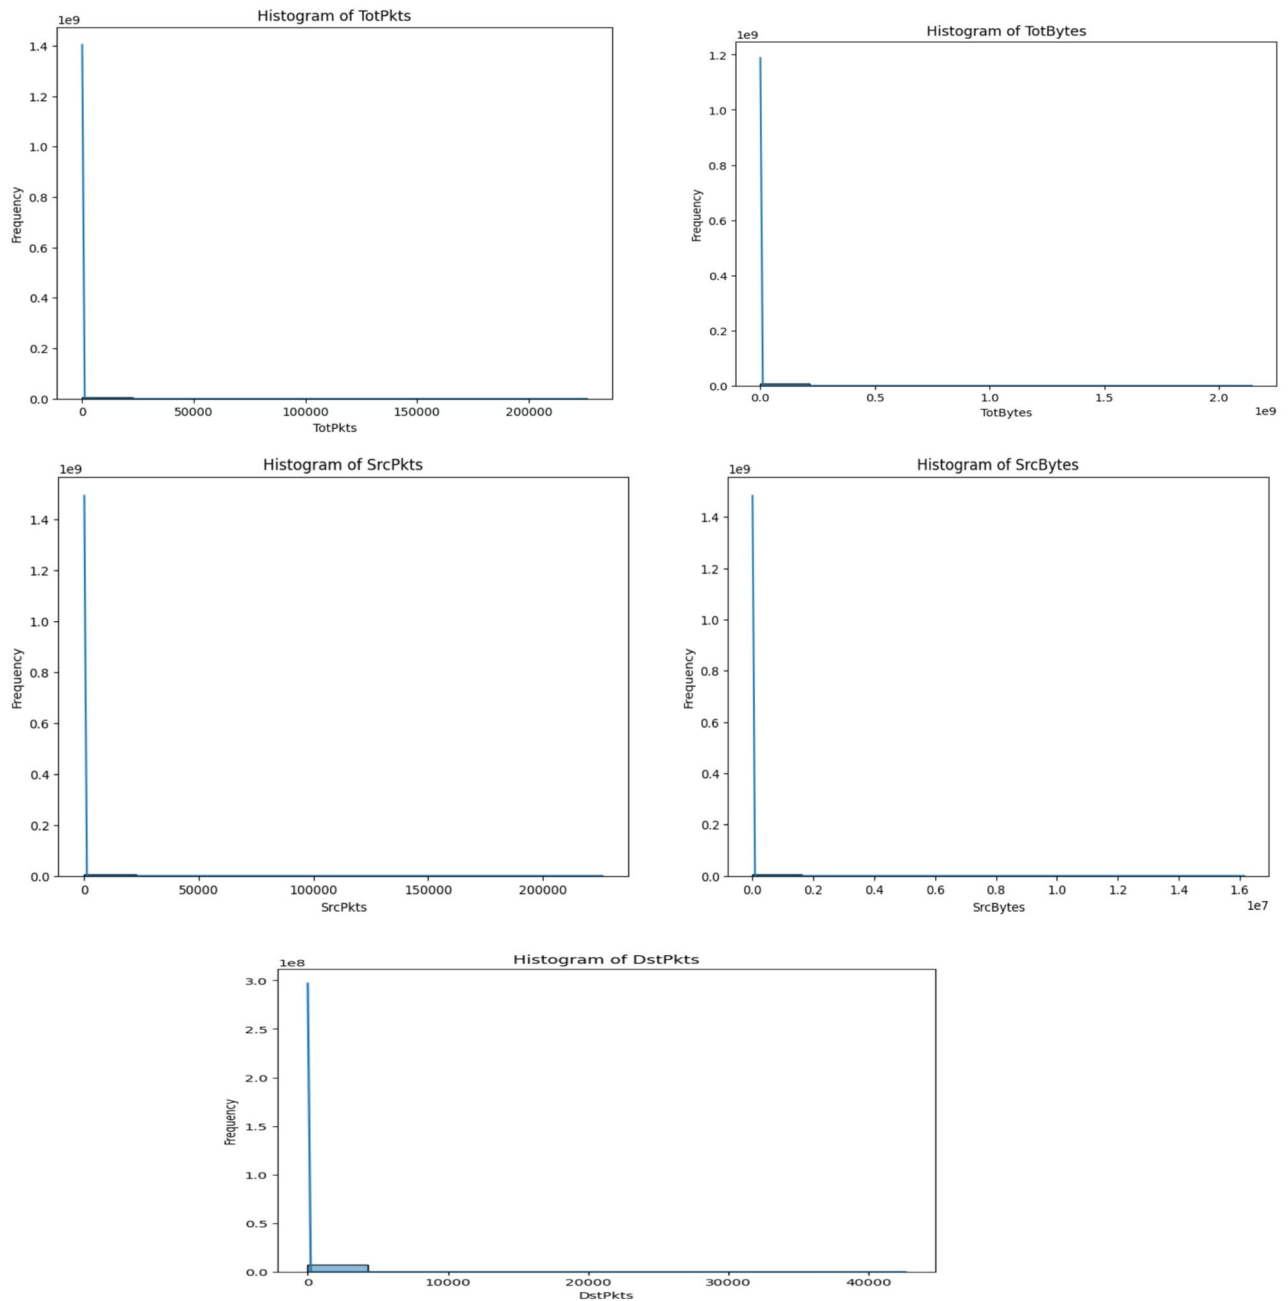 Histogram of TotPkts
1e9
1.4
1.2
1.0
0.8
0.6
0.4
0.2
0.0
Frequency
0 50000 100000 150000 200000
TotPkts
Histogram of TotBytes
1e9
1.2
1.0
0.8
0.6
0.4
0.2
0.0
Frequency
0.0 0.5 1.0 1.5 2.0
1e9
TotBytes
Histogram of SrcPkts
1e9
1.4
1.2
1.0
0.8
0.6
0.4
0.2
0.0
Frequency
0 50000 100000 150000 200000
SrcPkts
Histogram of SrcBytes
1e9
1.4
1.2
1.0
0.8
0.6
0.4
0.2
0.0
Frequency
0.0 0.2 0.4 0.6 0.8 1.0 1.2 1.4 1.6
1e7
SrcBytes
Histogram of DstPkts
1e8
3.0
2.5
2.0
1.5
1.0
0.5
0.0
Frequency
0 10000 20000 30000 40000
DstPkts